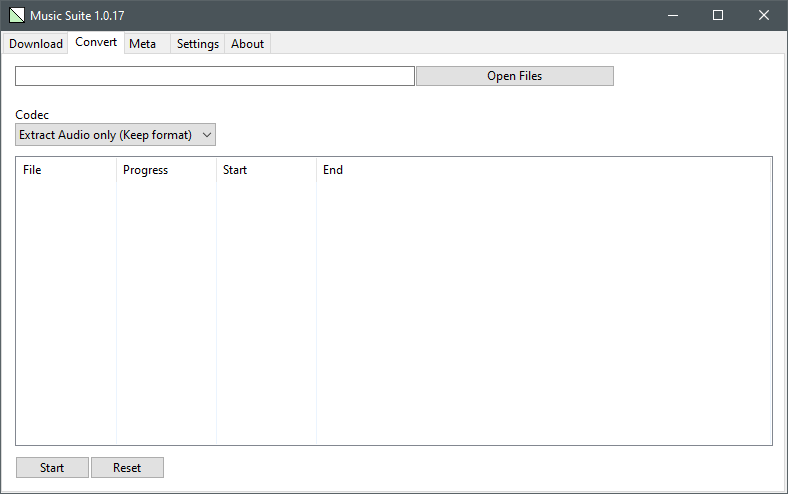 Music Suite 1.0.17
Download Convert Meta Settings About
Open Files
Codec
Extract Audio only (Keep format)
File Progress Start End
Start Reset